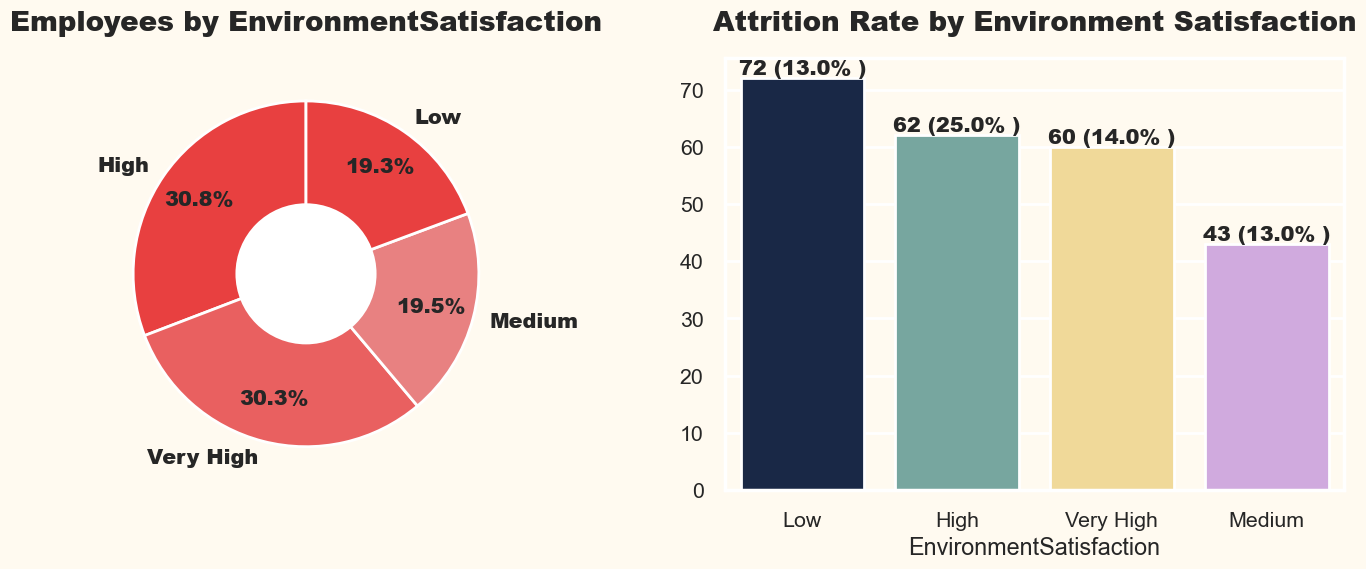 Employees by EnvironmentSatisfaction
Low
19.3%
High
30.8%
19.5%
Medium
30.3%
Very High
Attrition Rate by Environment Satisfaction
72 (13.0% )
62 (25.0% )
60 (14.0% )
43 (13.0% )
70
60
50
40
30
20
10
0
Low
High
Very High
Medium
EnvironmentSatisfaction